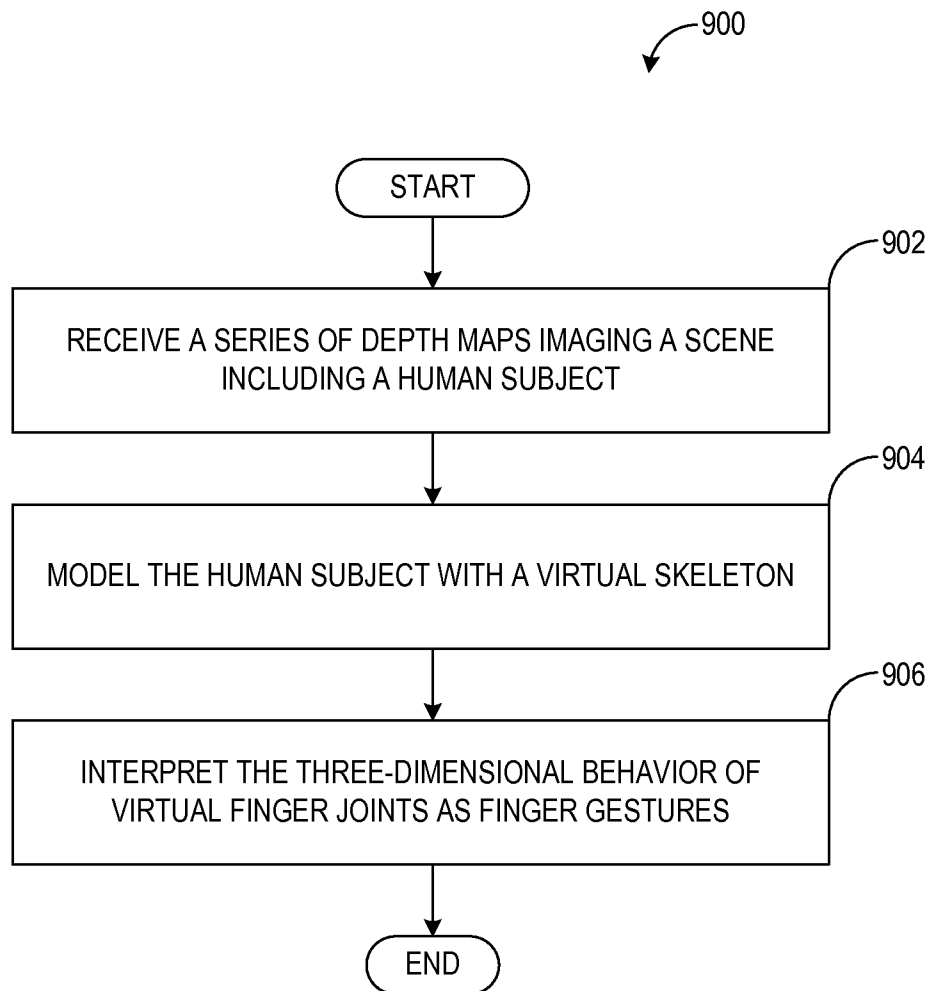 900
START
902
RECEIVE A SERIES OF DEPTH MAPS IMAGING A SCENE
INCLUDING A HUMAN SUBJECT
904
MODEL THE HUMAN SUBJECT WITH A VIRTUAL SKELETON
906
INTERPRET THE THREE-DIMENSIONAL BEHAVIOR OF
VIRTUAL FINGER JOINTS AS FINGER GESTURES
END